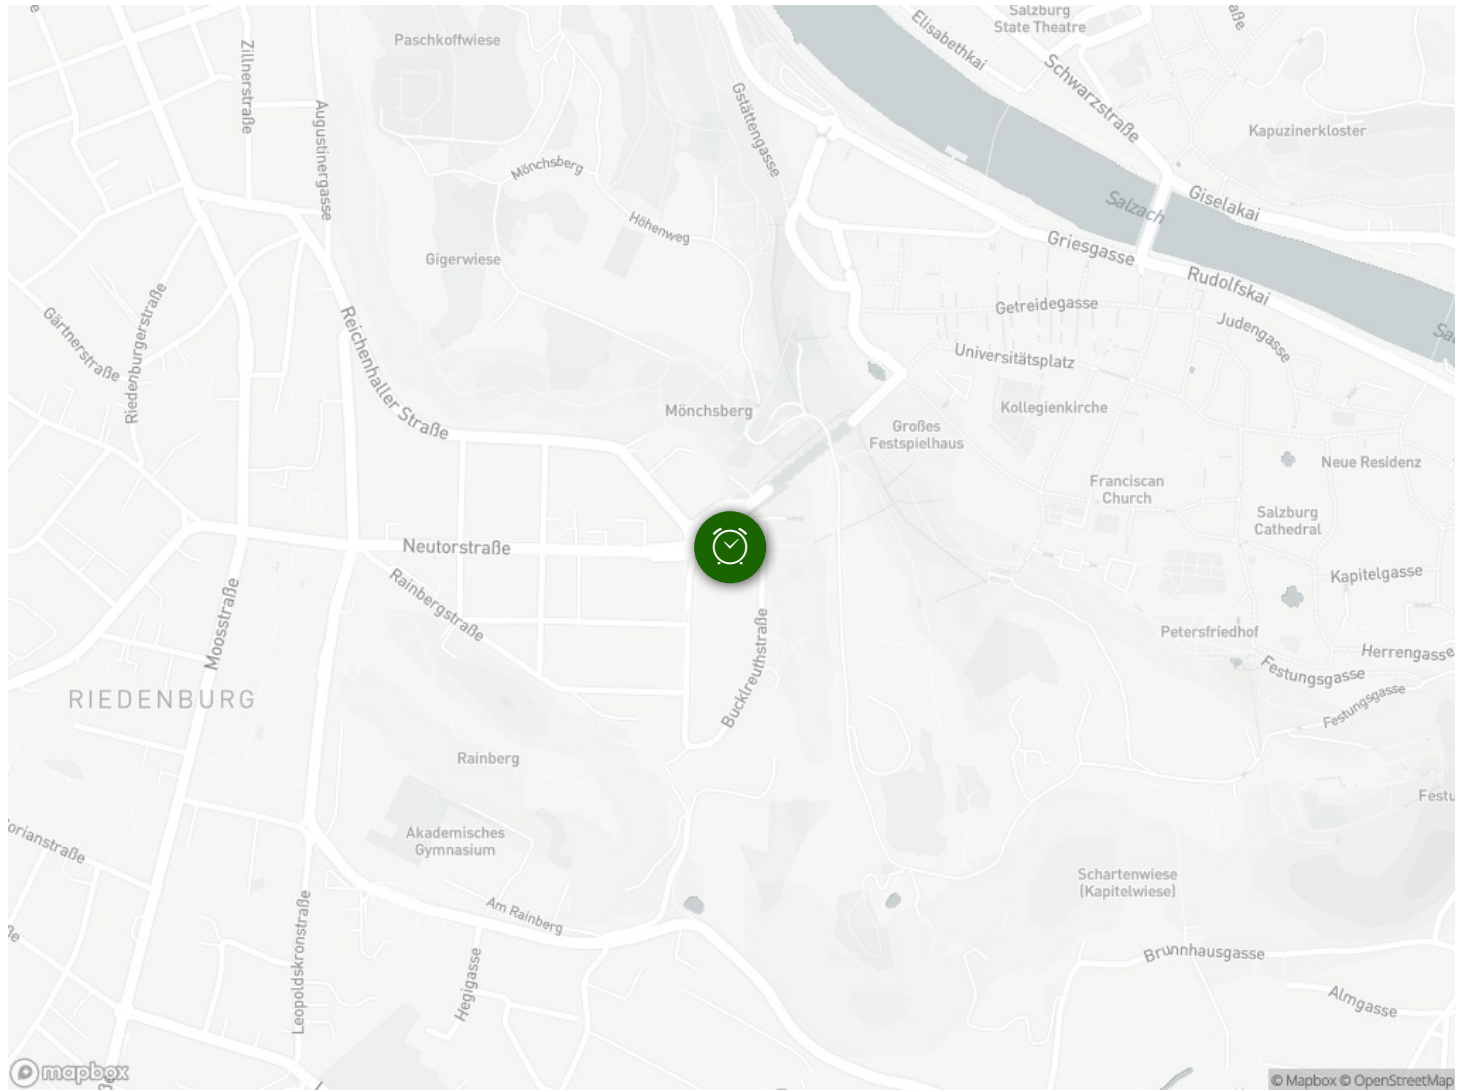 Salzburg
State Theatre
Elisabethkai
Schwarzstraße
Paschkoffwiese
Zillnerstraße
Augustinergasse
Gstättengasse
Kapuzinerkloster
Mönchsberg
Salzach
Giselakai
Höhenweg
Griesgasse
Gigerwiese
Rudolfskai
Getreidegasse
Judengasse
Gärtnerstraße
Riedenburgerstraße
Reichenhaller Straße
Universitätsplatz
Mönchsberg
Kollegienkirche
Großes
Festspielhaus
Neue Residenz
Franciscan
Church
Salzburg
Cathedral
Neutorstraße
Kapitelgasse
Rainbergstraße
Moosstraße
Bucklreuthstraße
Petersfriedhof
Herrengasse
Festungsgasse
Festungsgasse
RIEDENBURG
Rainberg
Festu
Akademisches
Gymnasium
orianstraße
Schartenwiese
(Kapitelwiese)
Am Rainberg
Leopoldskronstraße
Hegigasse
Brunnhausgasse
Almgasse
mapbox
© Mapbox © OpenStreetMap